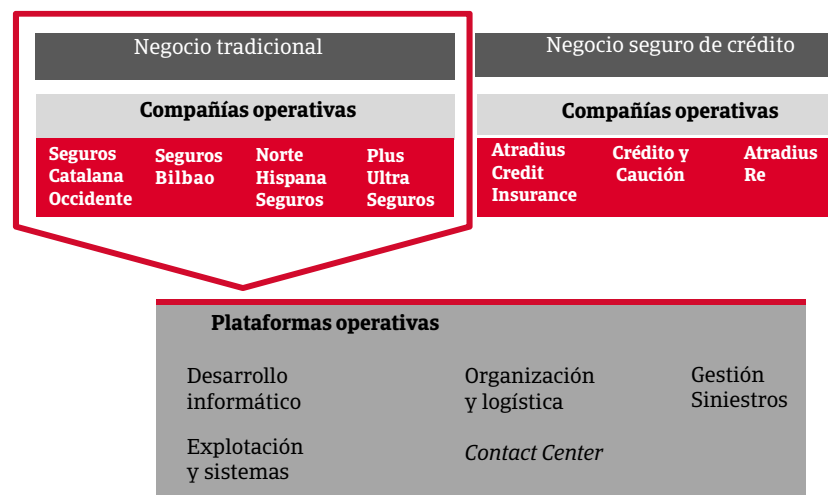 Negocio tradicional
Negocio seguro de crédito
Compañías operativas
Compañías operativas
Seguros
Catalana
Occidente
Seguros
Bilbao
Norte
Hispana
Seguros
Plus
Ultra
Seguros
Atradius
Credit
Insurance
Crédito y
Caución
Atradius
Re
Plataformas operativas
Desarrollo
informático
Organización
y logística
Gestión
Siniestros
Explotación
y sistemas
Contact Center